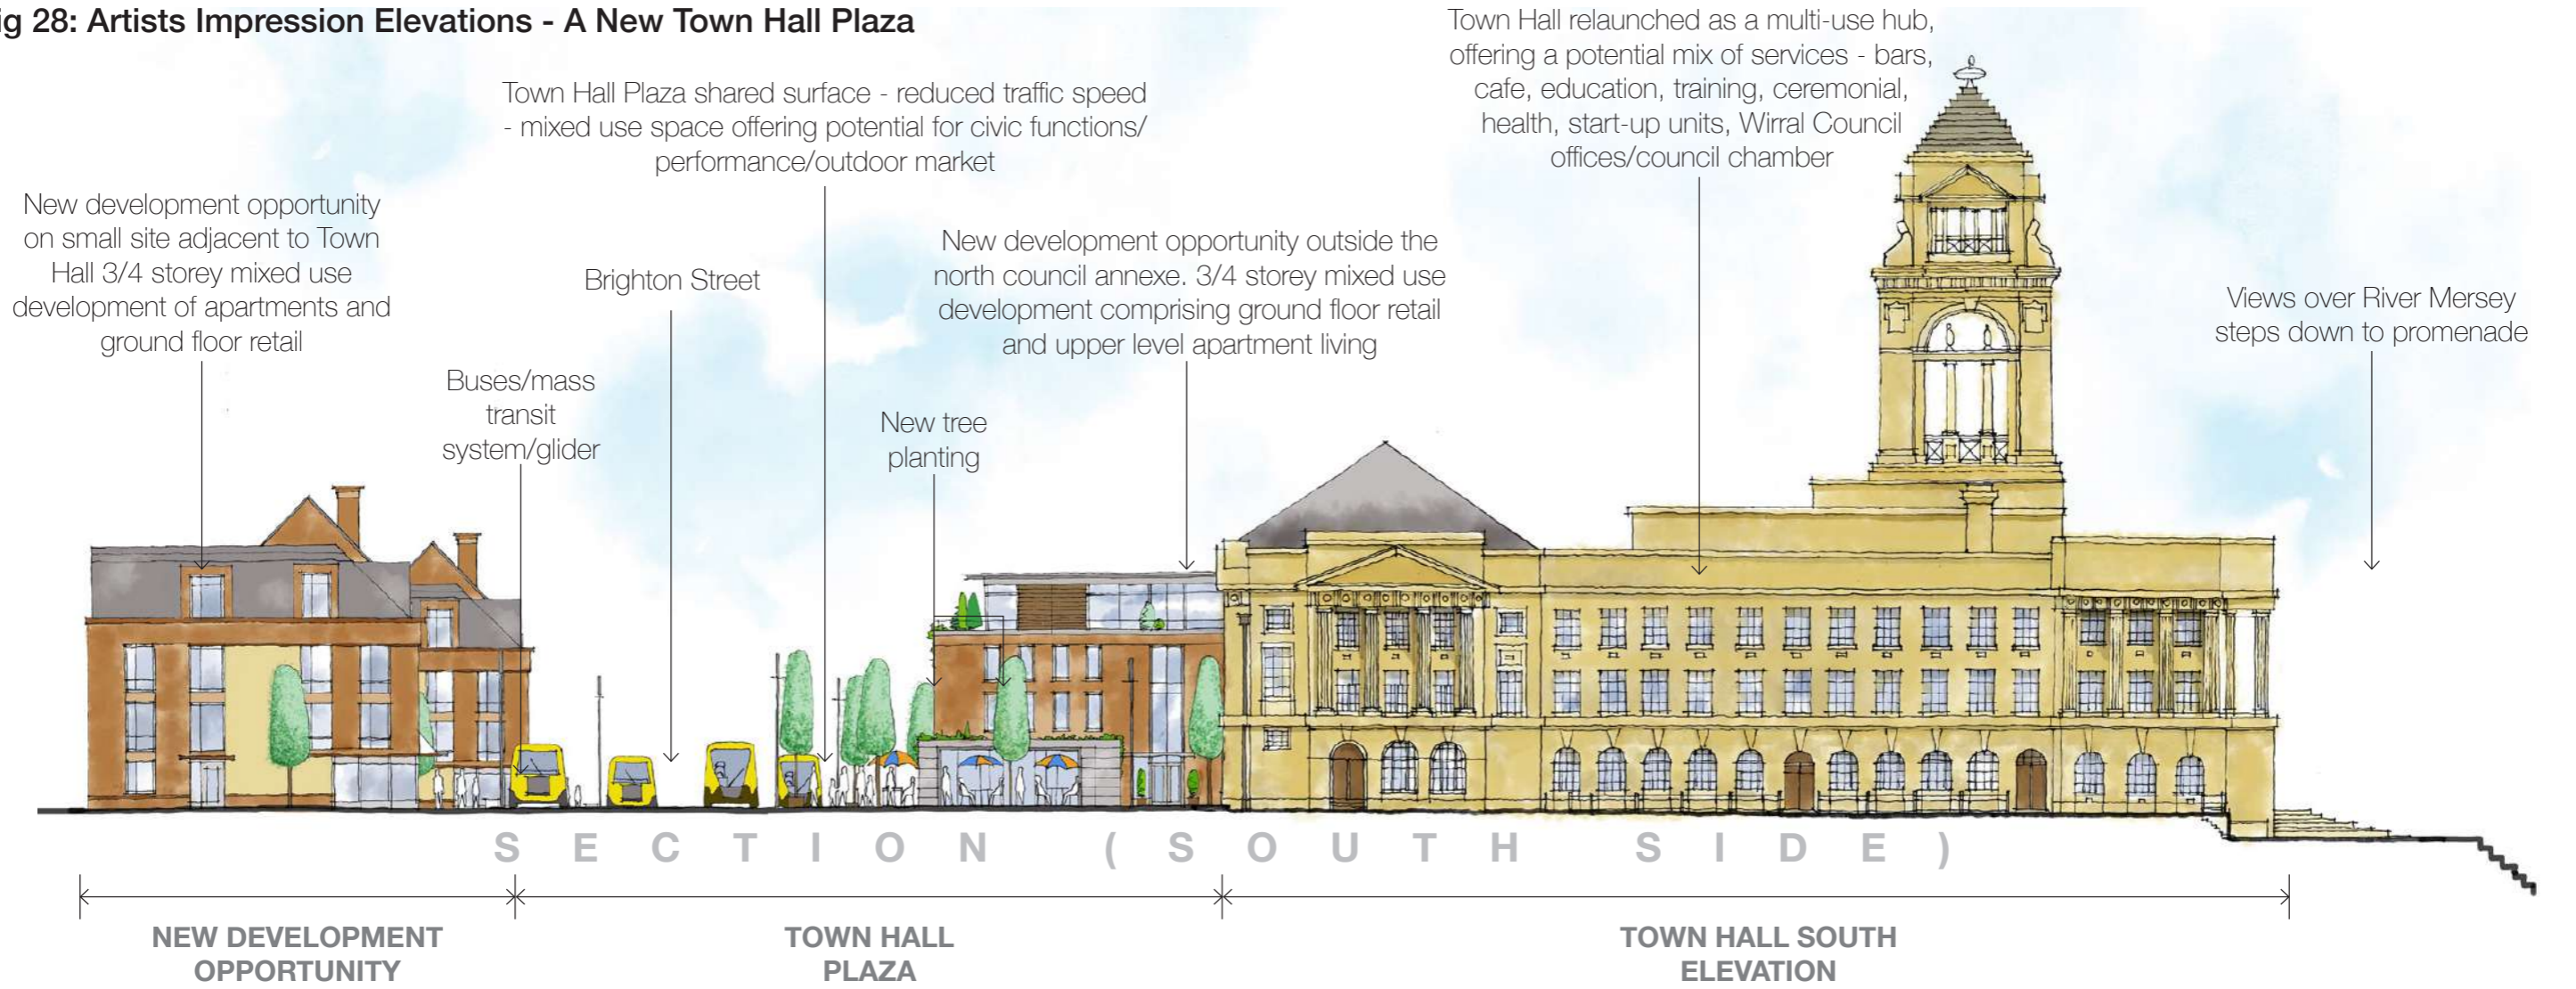 ig 28: Artists Impression Elevations - A New Town Hall Plaza
Town Hall relaunched as a multi-use hub,
offering a potential mix of services - bars,
cafe, education, training, ceremonial,
health, start-up units, Wirral Council
offices/council chamber
Town Hall Plaza shared surface - reduced traffic speed
- mixed use space offering potential for civic functions/
performance/outdoor market
New development opportunity
on small site adjacent to Town
Hall 3/4 storey mixed use
development of apartments and
ground floor retail
Brighton Street
New development opportunity outside the
north council annexe. 3/4 storey mixed use
development comprising ground floor retail
and upper level apartment living
Views over River Mersey
steps down to promenade
Buses/mass
transit
system/glider
New tree
planting
SECTION (SOUTH SIDE)
NEW DEVELOPMENT
OPPORTUNITY
TOWN HALL
PLAZA
TOWN HALL SOUTH
ELEVATION